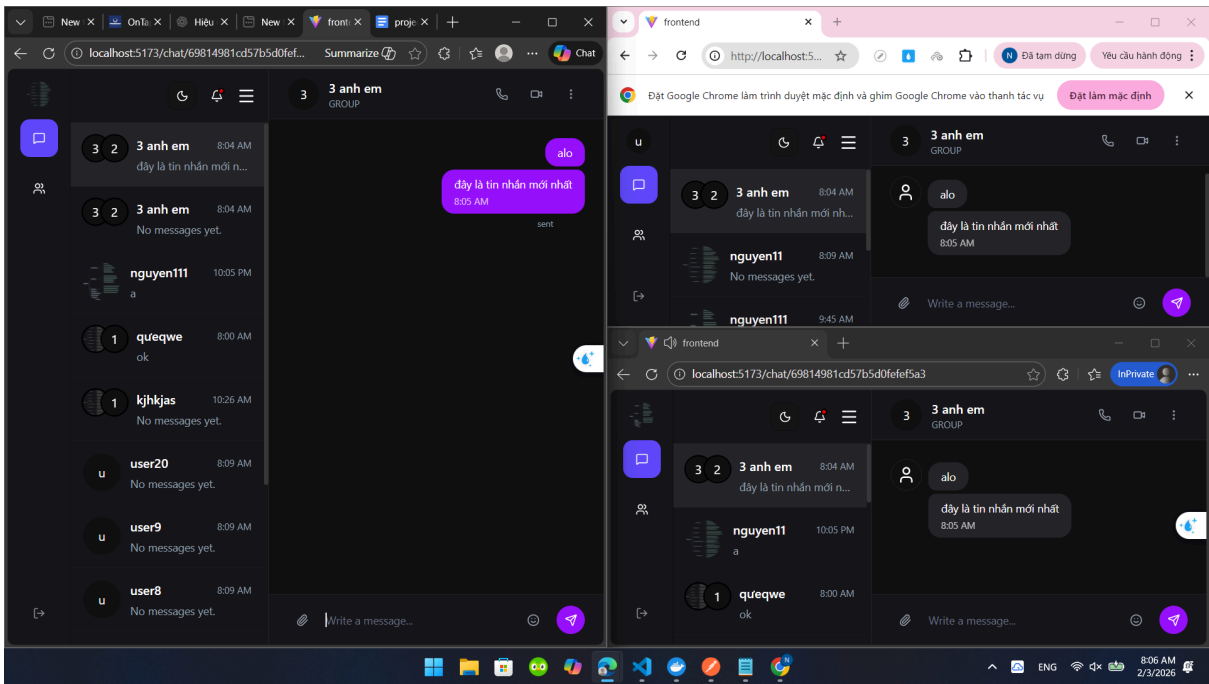 New
OnTa
Hiệu
New
front
proje
localhost:5173/chat/69814981cd57b5d0fef...
Summarize
Chat
3 anh em
GROUP
3
3 2
3 anh em
8:04 AM
đây là tin nhắn mới n...
3 2
3 anh em
8:04 AM
No messages yet.
nguyen111
10:05 PM
a
1
qưeqwe
8:00 AM
ok
1
kjhkjas
10:26 AM
No messages yet.
u
user20
8:09 AM
No messages yet.
u
user9
8:09 AM
No messages yet.
u
user8
8:09 AM
No messages yet.
alo
đây là tin nhắn mới nhất
8:05 AM
sent
Write a message...
frontend
http://localhost:5...
N
Đã tạm dừng
Yêu cầu hành động
Đặt Google Chrome làm trình duyệt mặc định và ghim Google Chrome vào thanh tác vụ
Đặt làm mặc định
u
3
3 anh em
GROUP
3 2
3 anh em
8:04 AM
đây là tin nhắn mới nh...
nguyen11
8:09 AM
No messages yet.
nguyen111
9:45 AM
alo
đây là tin nhắn mới nhất
8:05 AM
Write a message...
frontend
localhost:5173/chat/69814981cd57b5d0fefef5a3
InPrivate
3
3 anh em
GROUP
3 2
3 anh em
8:04 AM
đây là tin nhắn mới n...
nguyen11
10:05 PM
a
1
qưeqwe
8:00 AM
ok
alo
đây là tin nhắn mới nhất
8:05 AM
Write a message...
ENG
8:06 AM
2/3/2026